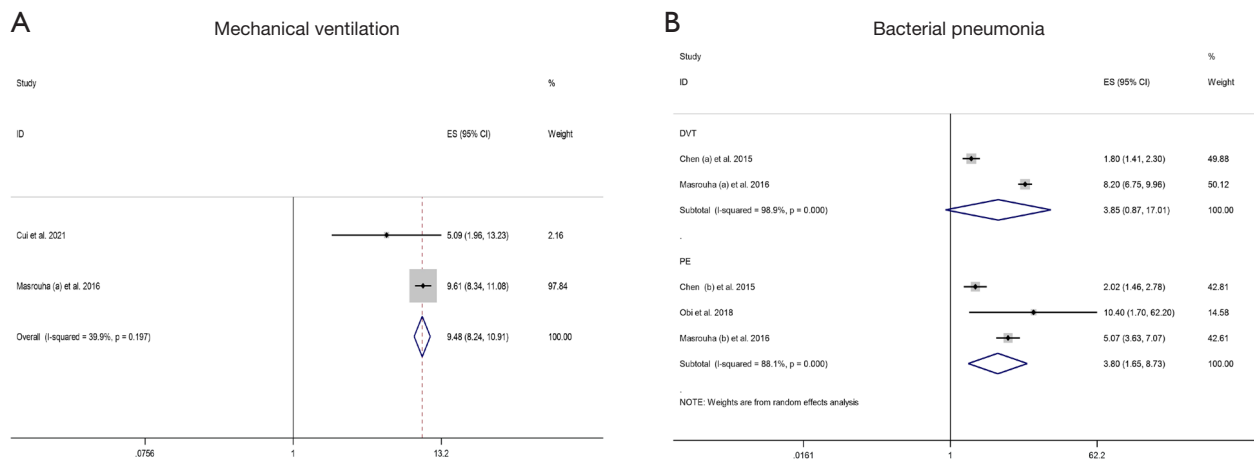 A
Mechanical ventilation
Study %
ID ES (95% CI) Weight
Cui et al. 2021 5.09 (1.96, 13.23) 2.16
Masrouha (a) et al. 2016 9.61 (8.34, 11.08) 97.84
Overall (I-squared = 39.9%, p = 0.197) 9.48 (8.24, 10.91) 100.00
.0756 1 13.2
B
Bacterial pneumonia
Study %
ID ES (95% CI) Weight
DVT
Chen (a) et al. 2015 1.80 (1.41, 2.30) 49.88
Masrouha (a) et al. 2016 8.20 (6.75, 9.96) 50.12
Subtotal (I-squared = 98.9%, p = 0.000) 3.85 (0.87, 17.01) 100.00
.
PE
Chen (b) et al. 2015 2.02 (1.46, 2.78) 42.81
Obi et al. 2018 10.40 (1.70, 62.20) 14.58
Masrouha (b) et al. 2016 5.07 (3.63, 7.07) 42.61
Subtotal (I-squared = 88.1%, p = 0.000) 3.80 (1.65, 8.73) 100.00
.
NOTE: Weights are from random effects analysis
.0161 1 62.2